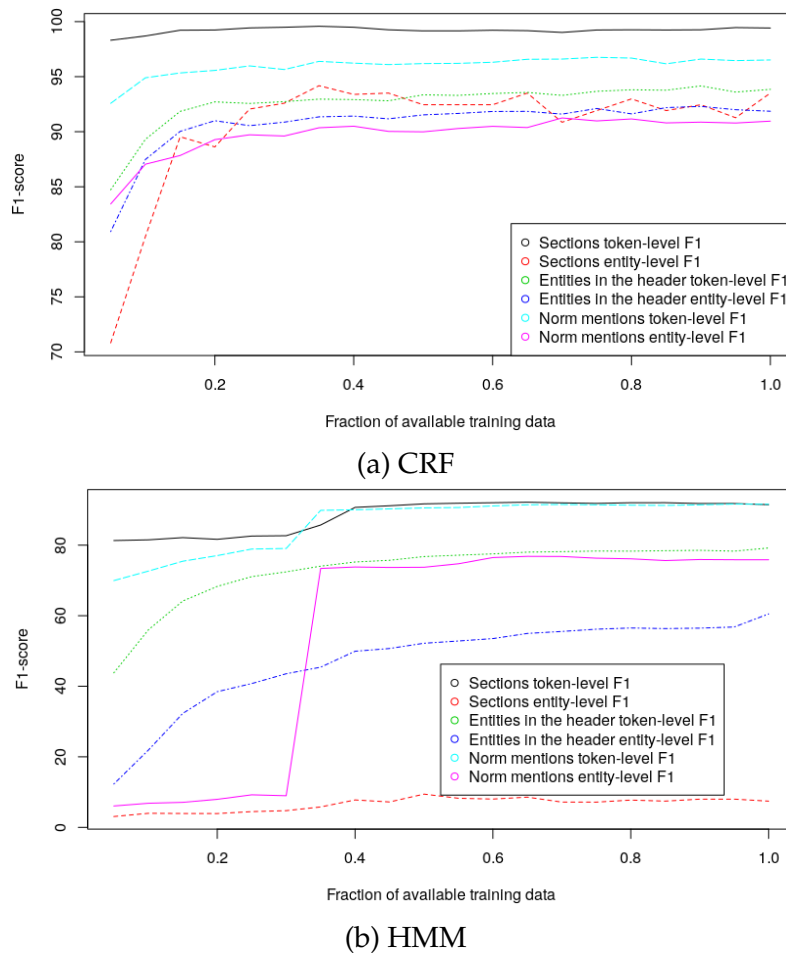 100
95
90
85
80
75
70
F1-score
Sections token-level F1
Sections entity-level F1
Entities in the header token-level F1
Entities in the header entity-level F1
Norm mentions token-level F1
Norm mentions entity-level F1
0.2 0.4 0.6 0.8 1.0
Fraction of available training data
(a) CRF
80
60
40
20
0
F1-score
Sections token-level F1
Sections entity-level F1
Entities in the header token-level F1
Entities in the header entity-level F1
Norm mentions token-level F1
Norm mentions entity-level F1
0.2 0.4 0.6 0.8 1.0
Fraction of available training data
(b) HMM